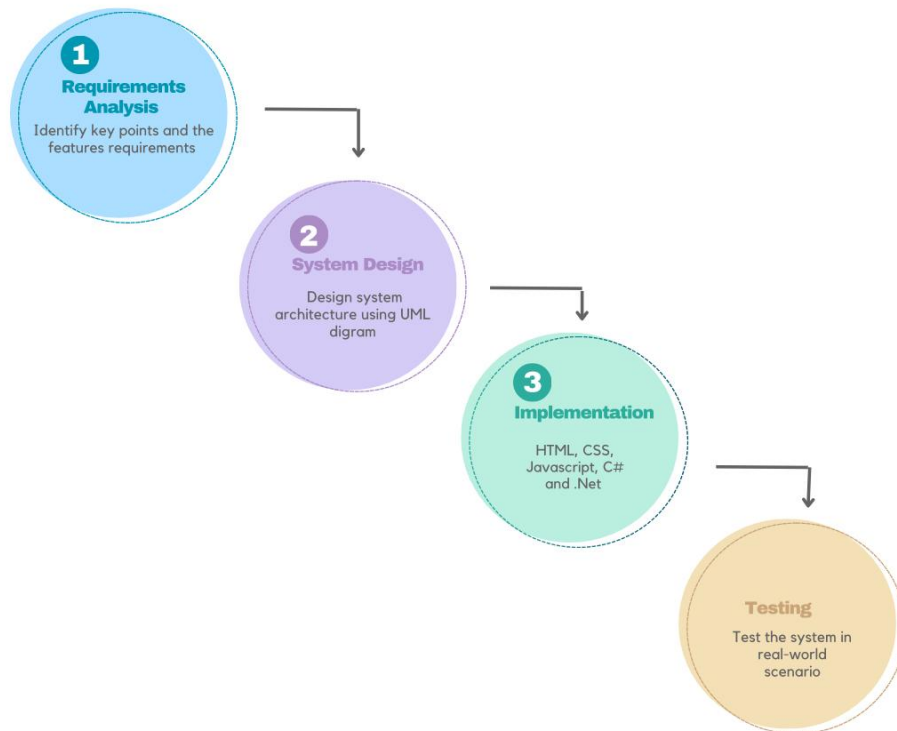 1
Requirements
Analysis
Identify key points and the
features requirements
2
System Design
Design system
architecture using UML
digram
3
Implementation
HTML, CSS,
Javascript, C#
and .Net
Testing
Test the system in
real-world
scenario